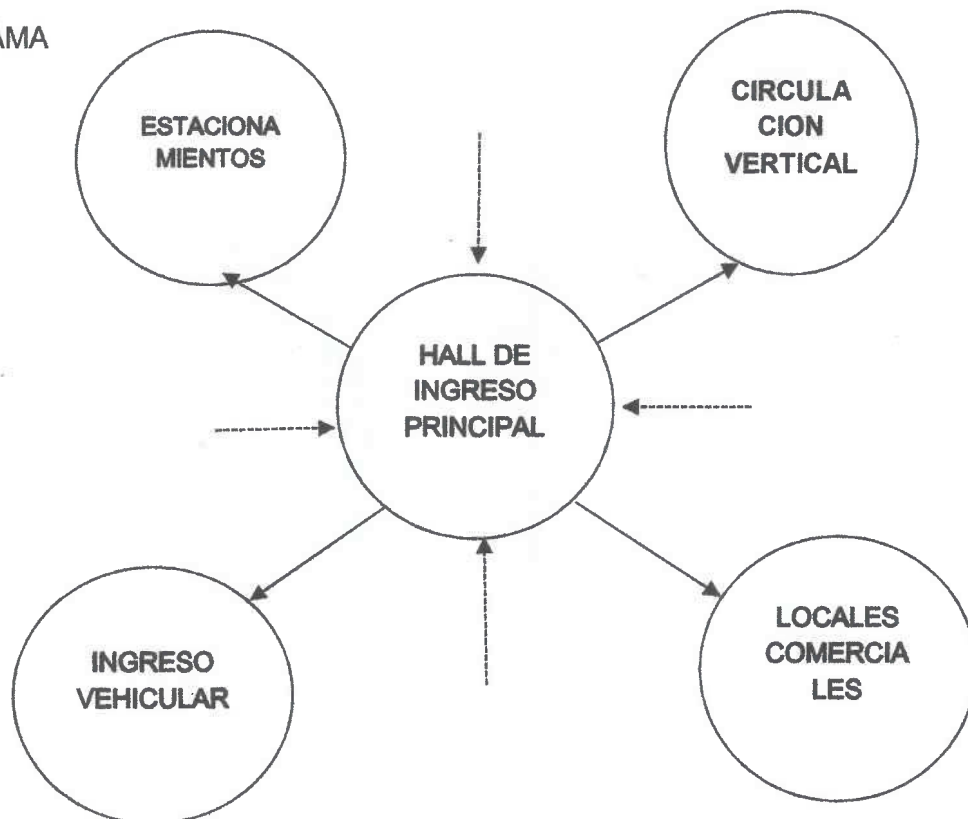 AMA
ESTACIONA
MIENTOS
CIRCULA
CION
VERTICAL
HALL DE
INGRESO
PRINCIPAL
INGRESO
VEHICULAR
LOCALES
COMERCIA
LES